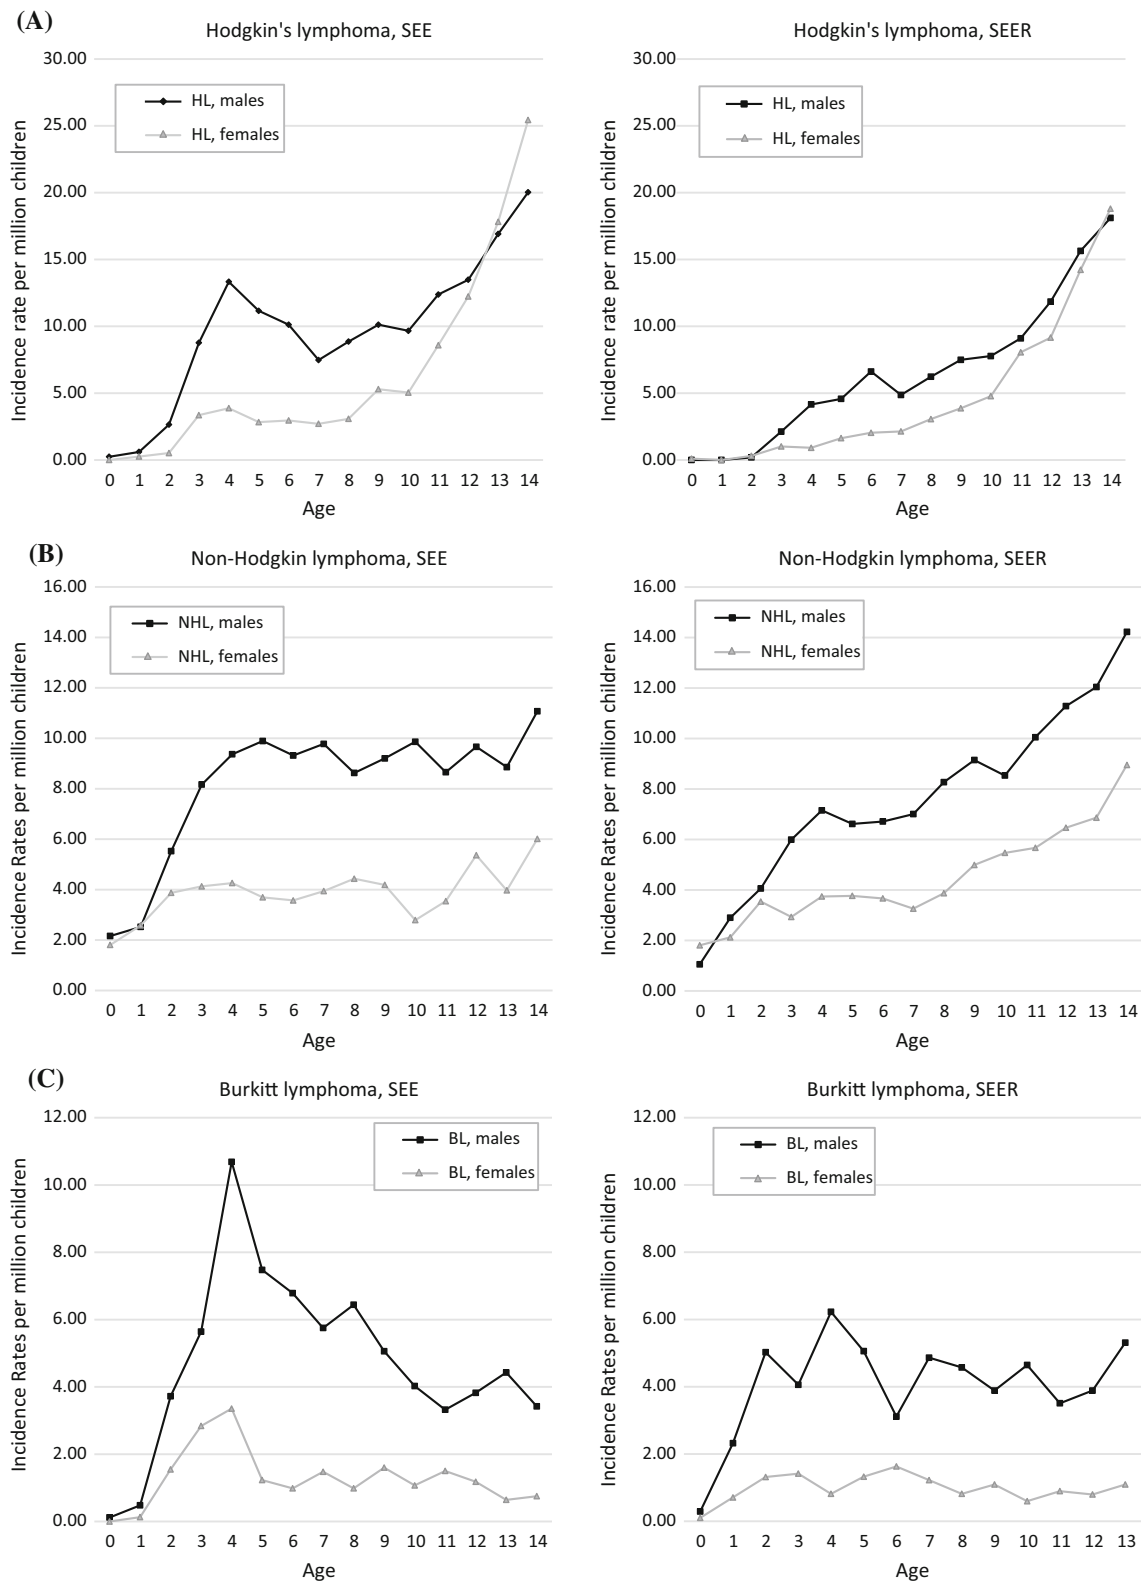 (A)
Hodgkin's lymphoma, SEE
30.00
25.00
20.00
15.00
10.00
5.00
0.00
Incidence rate per million children
HL, males
HL, females
0 1 2 3 4 5 6 7 8 9 10 11 12 13 14
Age
Hodgkin's lymphoma, SEER
30.00
25.00
20.00
15.00
10.00
5.00
0.00
Incidence rate per million children
HL, males
HL, females
0 1 2 3 4 5 6 7 8 9 10 11 12 13 14
Age
(B)
Non-Hodgkin lymphoma, SEE
16.00
14.00
12.00
10.00
8.00
6.00
4.00
2.00
0.00
Incidence Rates per million children
NHL, males
NHL, females
0 1 2 3 4 5 6 7 8 9 10 11 12 13 14
Age
Non-Hodgkin lymphoma, SEER
16.00
14.00
12.00
10.00
8.00
6.00
4.00
2.00
0.00
Incidence Rates per million children
NHL, males
NHL, females
0 1 2 3 4 5 6 7 8 9 10 11 12 13 14
Age
(C)
Burkitt lymphoma, SEE
12.00
10.00
8.00
6.00
4.00
2.00
0.00
Incidence Rates per million children
BL, males
BL, females
0 1 2 3 4 5 6 7 8 9 10 11 12 13 14
Age
Burkitt lymphoma, SEER
12.00
10.00
8.00
6.00
4.00
2.00
0.00
Incidence Rates per million children
BL, males
BL, females
0 1 2 3 4 5 6 7 8 9 10 11 12 13
Age